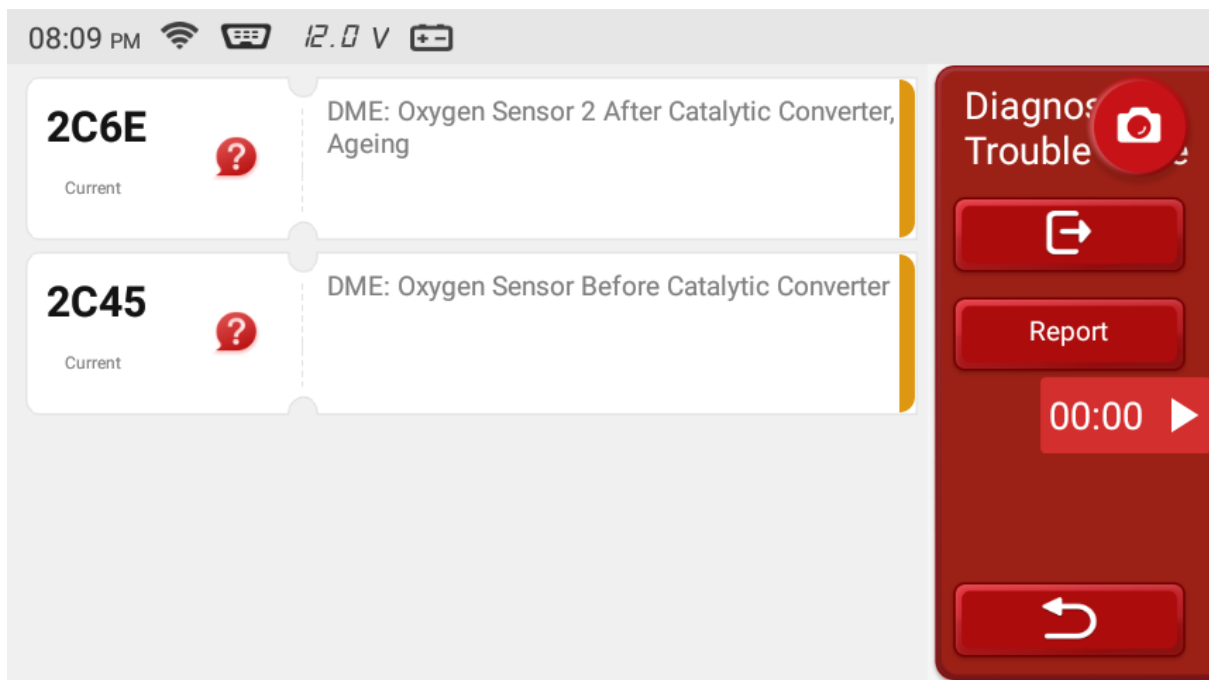 08:09 PM 12.0 V
2C6E
Current
DME: Oxygen Sensor 2 After Catalytic Converter,
Ageing
2C45
Current
DME: Oxygen Sensor Before Catalytic Converter
Diagnos
Trouble e
Report
00:00